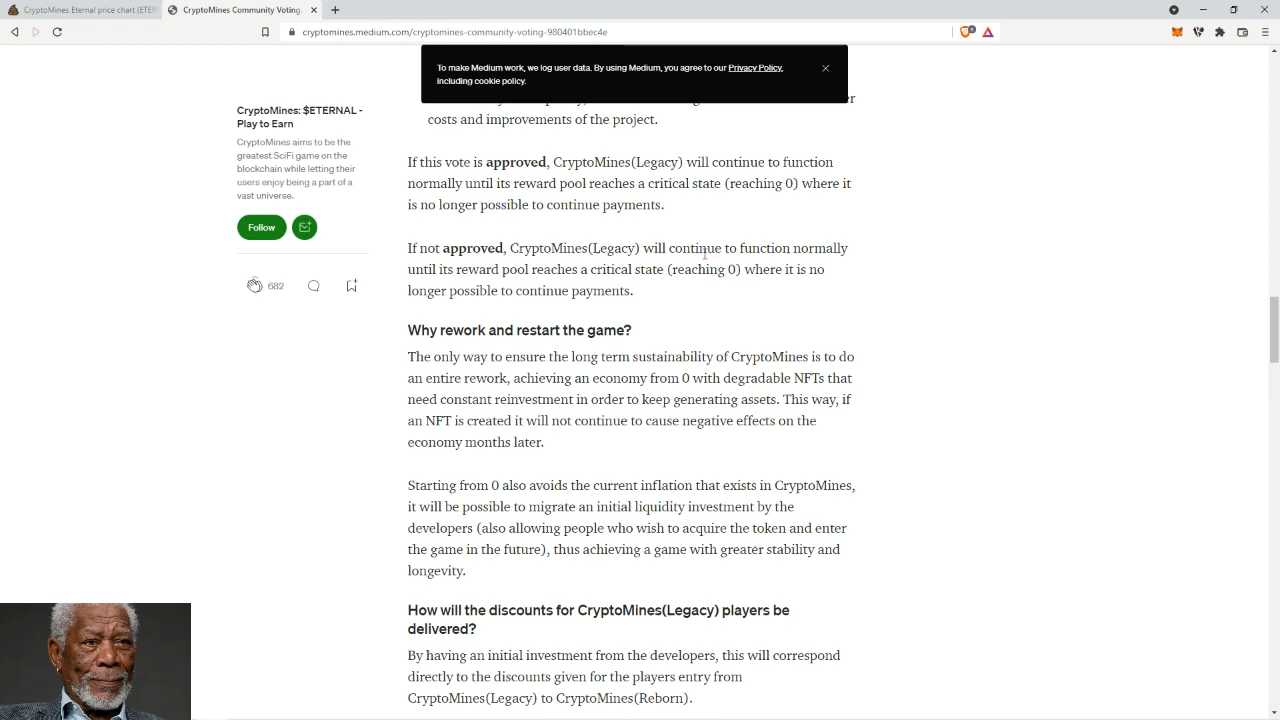 CryptoMines Eternal price chart (ETER
CryptoMines Community Voting.
cryptomines.medium.com/cryptomines-community-voting-980401bbec4e
To make Medium work, we log user data. By using Medium, you agree to our Privacy Policy,
including cookie policy.
costs and improvements of the project.
CryptoMines: $ETERNAL -
Play to Earn
CryptoMines aims to be the
greatest SciFi game on the
blockchain while letting their
users enjoy being a part of a
vast universe.
Follow
682
If this vote is approved, CryptoMines(Legacy) will continue to function
normally until its reward pool reaches a critical state (reaching 0) where it
is no longer possible to continue payments.
If not approved, CryptoMines(Legacy) will continue to function normally
until its reward pool reaches a critical state (reaching 0) where it is no
longer possible to continue payments.
Why rework and restart the game?
The only way to ensure the long term sustainability of CryptoMines is to do
an entire rework, achieving an economy from 0 with degradable NFTs that
need constant reinvestment in order to keep generating assets. This way, if
an NFT is created it will not continue to cause negative effects on the
economy months later.
Starting from 0 also avoids the current inflation that exists in CryptoMines,
it will be possible to migrate an initial liquidity investment by the
developers (also allowing people who wish to acquire the token and enter
the game in the future), thus achieving a game with greater stability and
longevity.
How will the discounts for CryptoMines(Legacy) players be
delivered?
By having an initial investment from the developers, this will correspond
directly to the discounts given for the players entry from
CryptoMines(Legacy) to CryptoMines(Reborn).